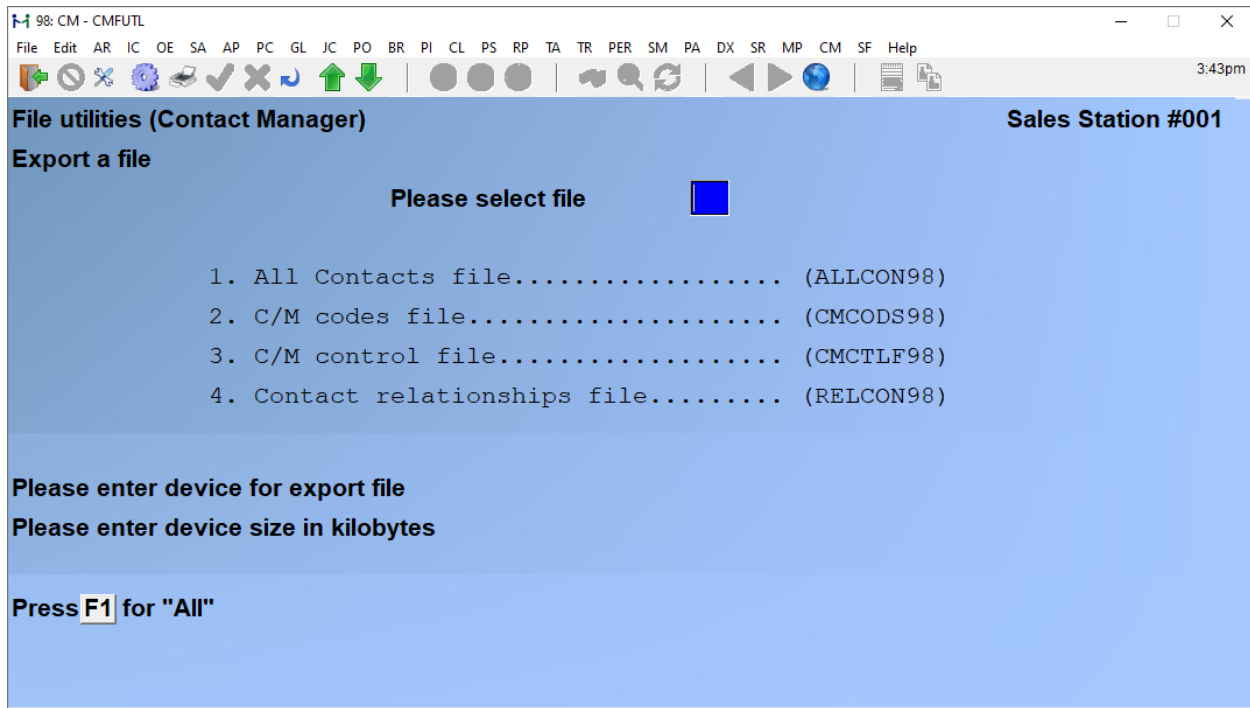 98: CM - CMFUTL
File Edit AR IC OE SA AP PC GL JC PO BR PI CL PS RP TA TR PER SM PA DX SR MP CM SF Help
3:43pm
File utilities (Contact Manager) Sales Station #001
Export a file
Please select file
1. All Contacts file.................. (ALLCON98)
2. C/M codes file..................... (CMCODS98)
3. C/M control file................... (CMCTLF98)
4. Contact relationships file......... (RELCON98)
Please enter device for export file
Please enter device size in kilobytes
Press F1 for "All"